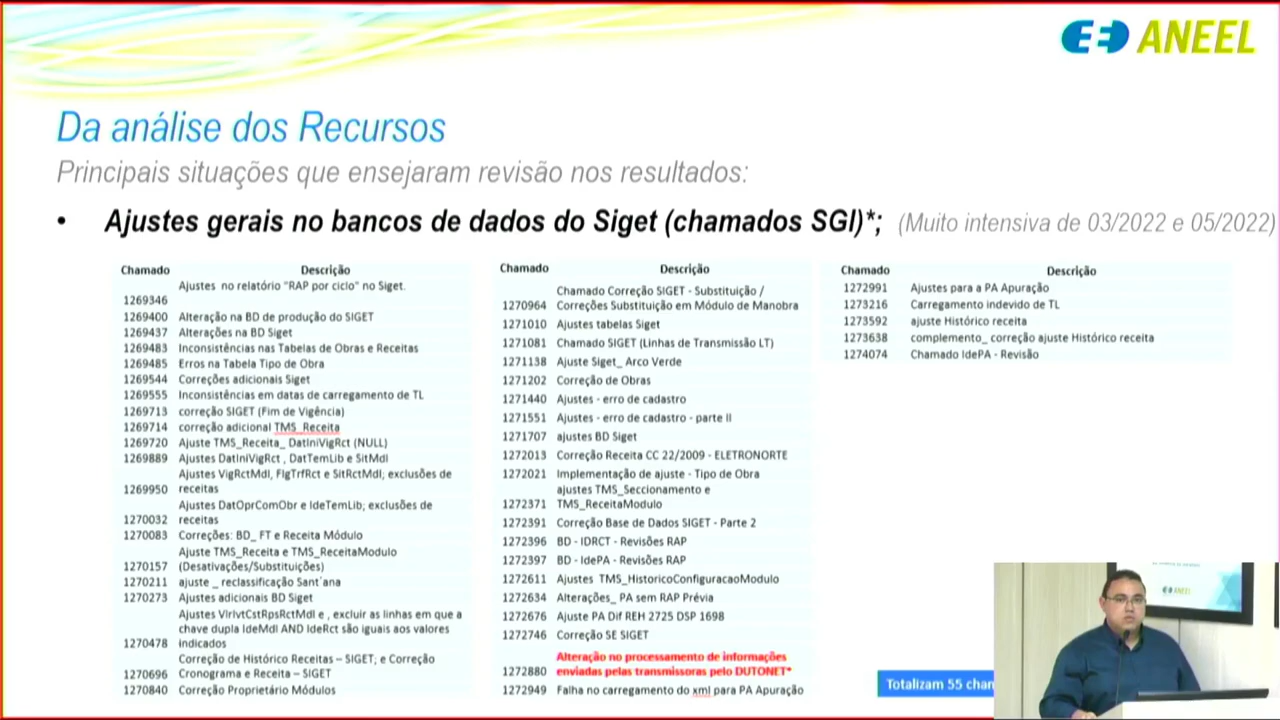 ANEEL
Da análise dos Recursos
Principais situações que ensejaram revisão nos resultados:
• Ajustes gerais no bancos de dados do Siget (chamados SGI)*; (Muito intensiva de 03/2022 e 05/2022)
Chamado Descrição
Ajustes no relatório "RAP por ciclo" no Siget.
1269346
1269400 Alteração na BD de produção do SIGET
1269437 Alterações na BD Siget
1269483 Inconsistências nas Tabelas de Obras e Receitas
1269485 Erros na Tabela Tipo de Obra
1269544 Correções adicionais Siget
1269555 Inconsistências em datas de carregamento de TL
1269713 correção SIGET (Fim de Vigência)
1269714 correção adicional TMS_Receita
1269720 Ajuste TMS_Receita_ DatIniVigRct (NULL)
1269889 Ajustes DatIniVigRct , DatTemLib e SitMdl
Ajustes VigRctMdl, FlgTrfRct e SitRctMdl; exclusões de
1269950 receitas
Ajustes DatOprComObr e IdeTemLib; exclusões de
1270032 receitas
1270083 Correções: BD_ FT e Receita Módulo
Ajuste TMS_Receita e TMS_ReceitaModulo
1270157 (Desativações/Substituições)
1270211 ajuste _ reclassificação Sant´ana
1270273 Ajustes adicionais BD Siget
Ajustes VlrIvtCstRpsRctMdl e , excluir as linhas em que a
chave dupla IdeMdl AND IdeRct são iguais aos valores
1270478 indicados
Correção de Histórico Receitas – SIGET; e Correção
1270696 Cronograma e Receita – SIGET
1270840 Correção Proprietário Módulos
Chamado Descrição
Chamado Correção SIGET - Substituição /
1270964 Correções Substituição em Módulo de Manobra
1271010 Ajustes tabelas Siget
1271081 Chamado SIGET (Linhas de Transmissão LT)
1271138 Ajuste Siget_ Arco Verde
1271202 Correção de Obras
1271440 Ajustes - erro de cadastro
1271551 Ajustes - erro de cadastro - parte II
1271707 ajustes BD Siget
1272013 Correção Receita CC 22/2009 - ELETRONORTE
1272021 Implementação de ajuste - Tipo de Obra
ajustes TMS_Seccionamento e
1272371 TMS_ReceitaModulo
1272391 Correção Base de Dados SIGET - Parte 2
1272396 BD - IDRCT - Revisões RAP
1272397 BD - IdePA - Revisões RAP
1272611 Ajustes TMS_HistoricoConfiguracaoModulo
1272634 Alterações_ PA sem RAP Prévia
1272676 Ajuste PA Dif REH 2725 DSP 1698
1272746 Correção SE SIGET
Alteração no processamento de informações
1272880 enviadas pelas transmissoras pelo DUTONET*
1272949 Falha no carregamento do xml para PA Apuração
Chamado Descrição
1272991 Ajustes para a PA Apuração
1273216 Carregamento indevido de TL
1273592 ajuste Histórico receita
1273638 complemento_ correção ajuste Histórico receita
1274074 Chamado IdePA - Revisão
Totalizam 55 cham
ANEEL